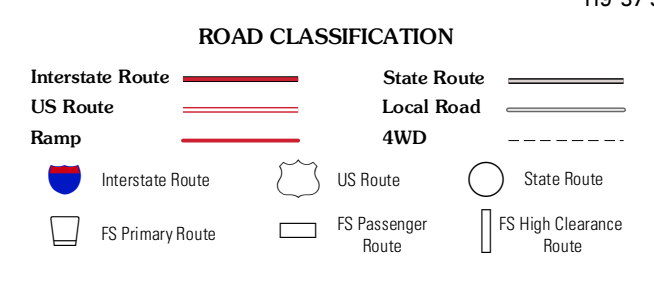 ROAD CLASSIFICATION
Interstate Route
State Route
US Route
Local Road
Ramp
4WD
Interstate Route
US Route
State Route
FS Primary Route
FS Passenger
Route
FS High Clearance
Route